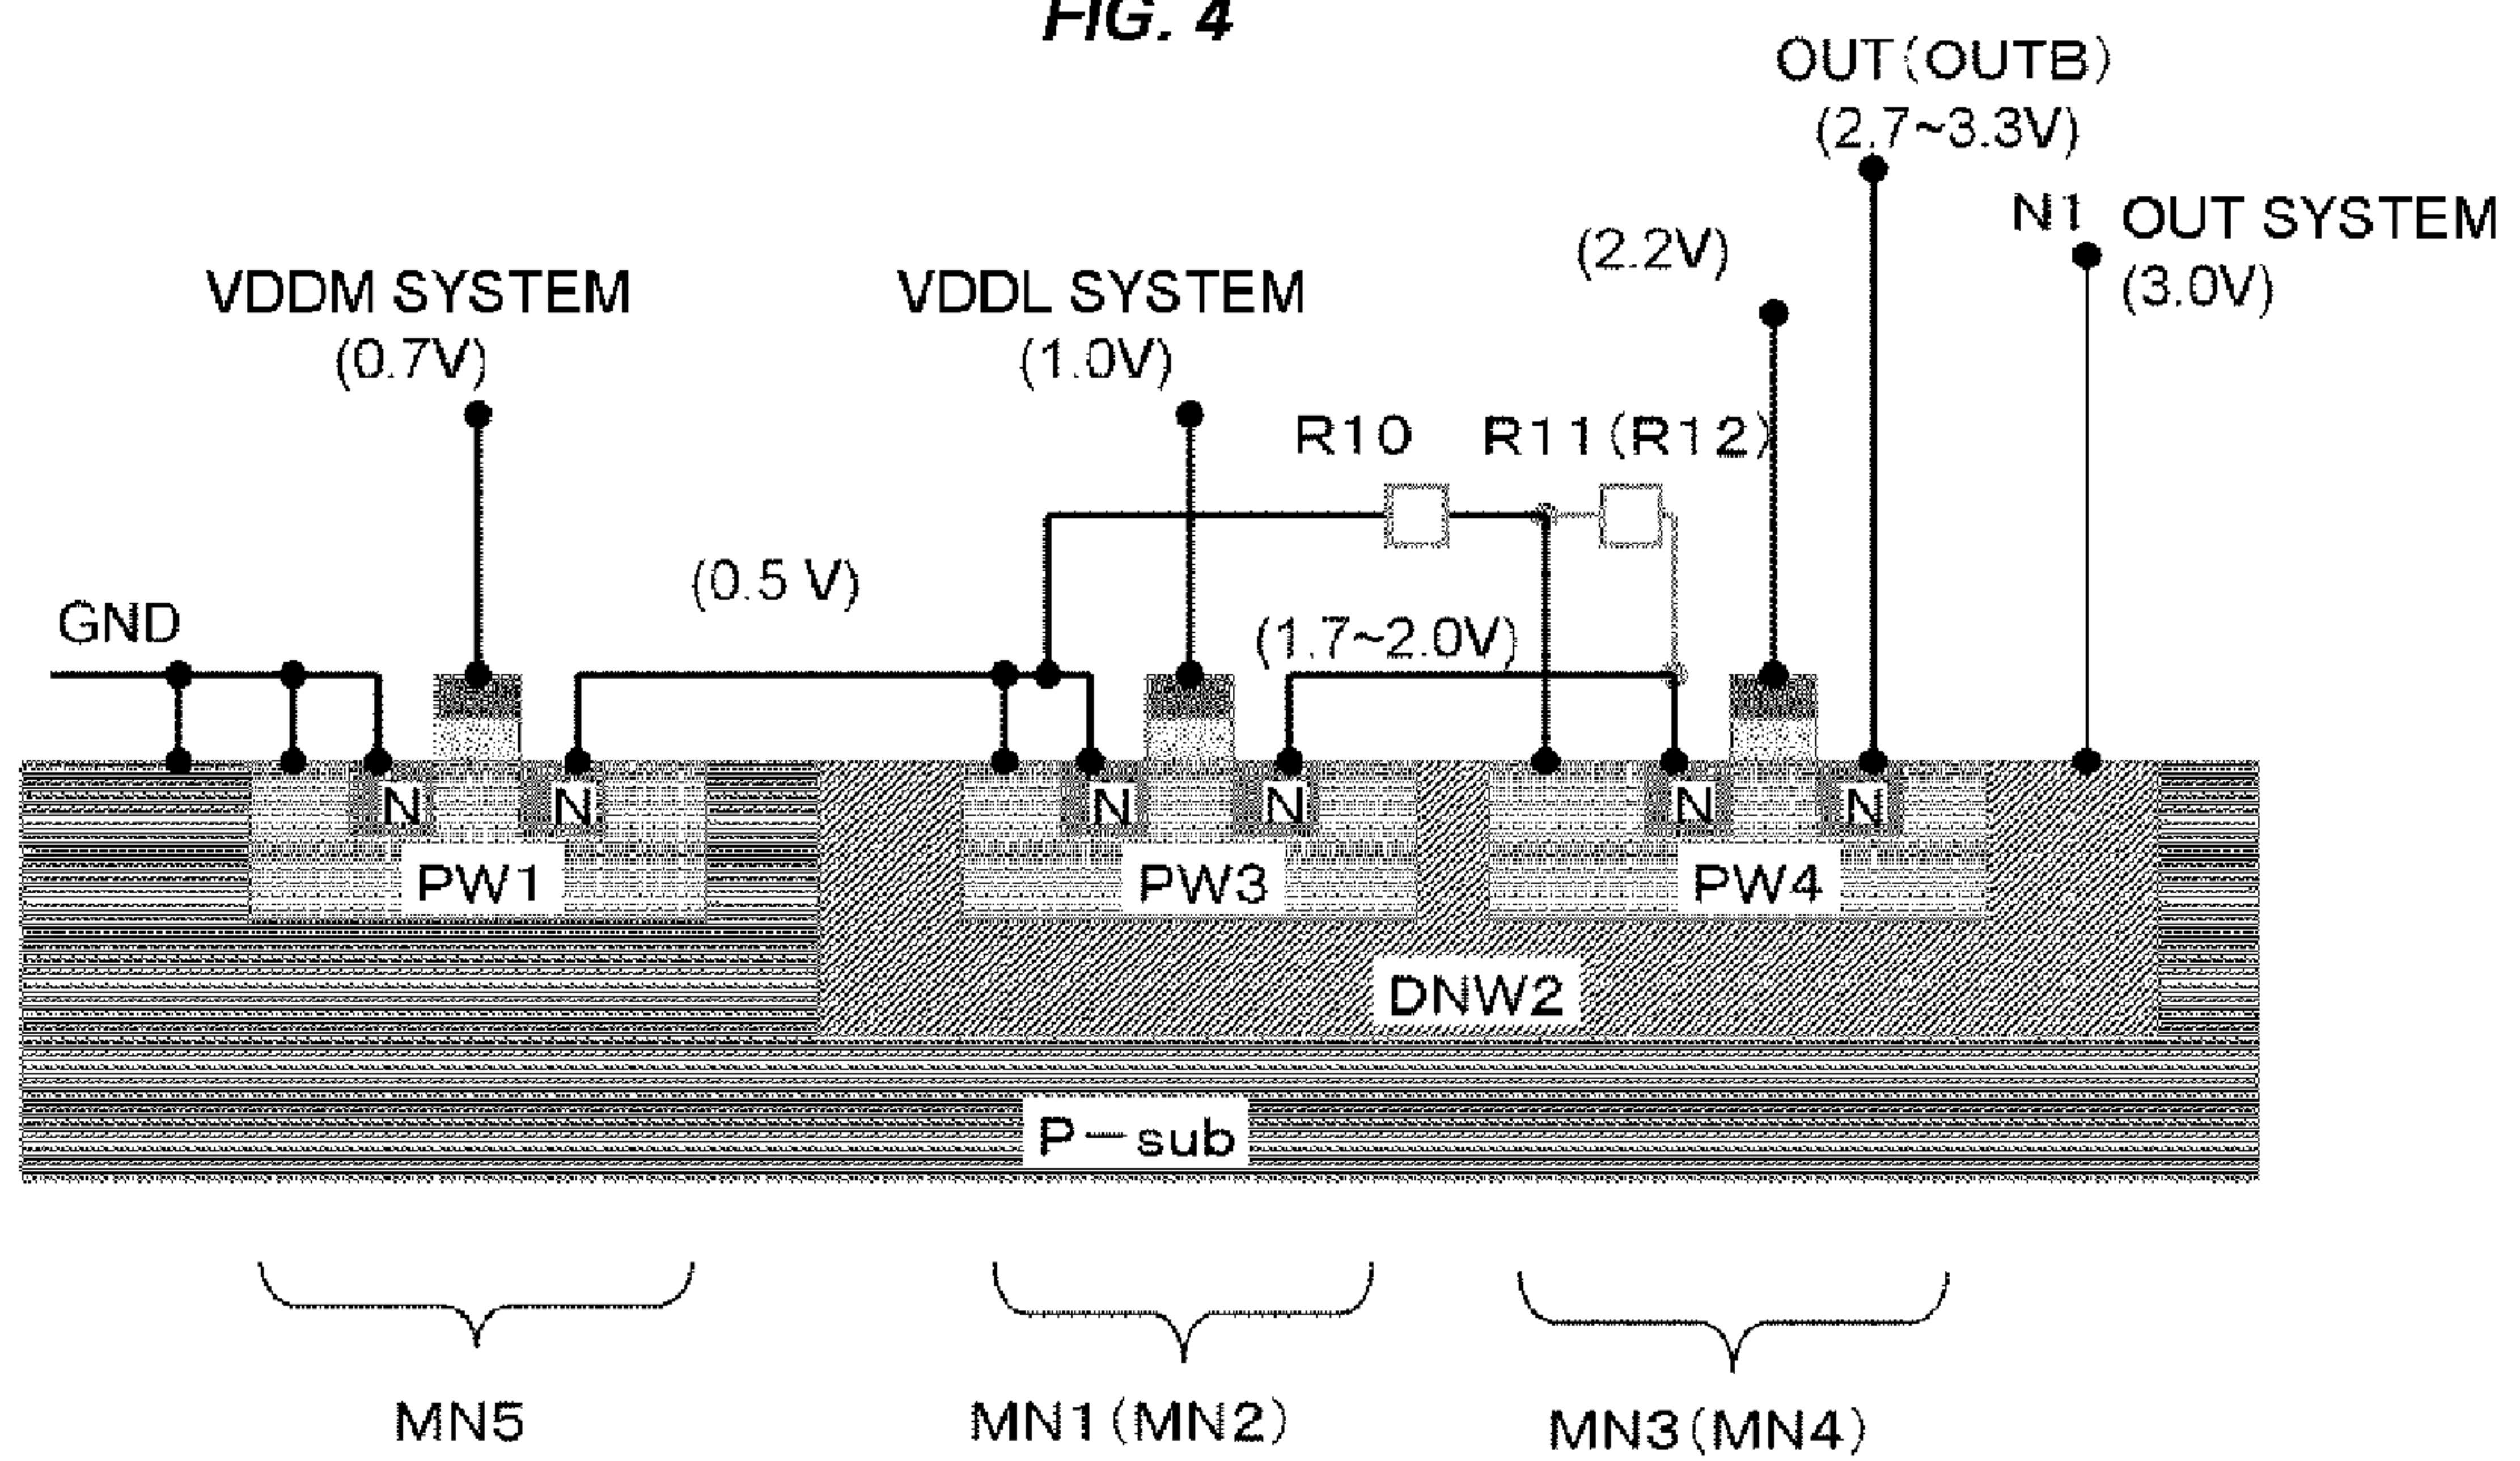 FIG. 4
OUT(OUTB)
(2.7~3.3V)
N1 OUT SYSTEM
(3.0V)
(2.2V)
VDDM SYSTEM
(0.7V)
VDDL SYSTEM
(1.0V)
R10 R11(R12)
(0.5 V)
GND
(1.7~2.0V)
N N N N N N
PW1 PW3 PW4
DNW2
P-sub
MN5 MN1(MN2) MN3(MN4)